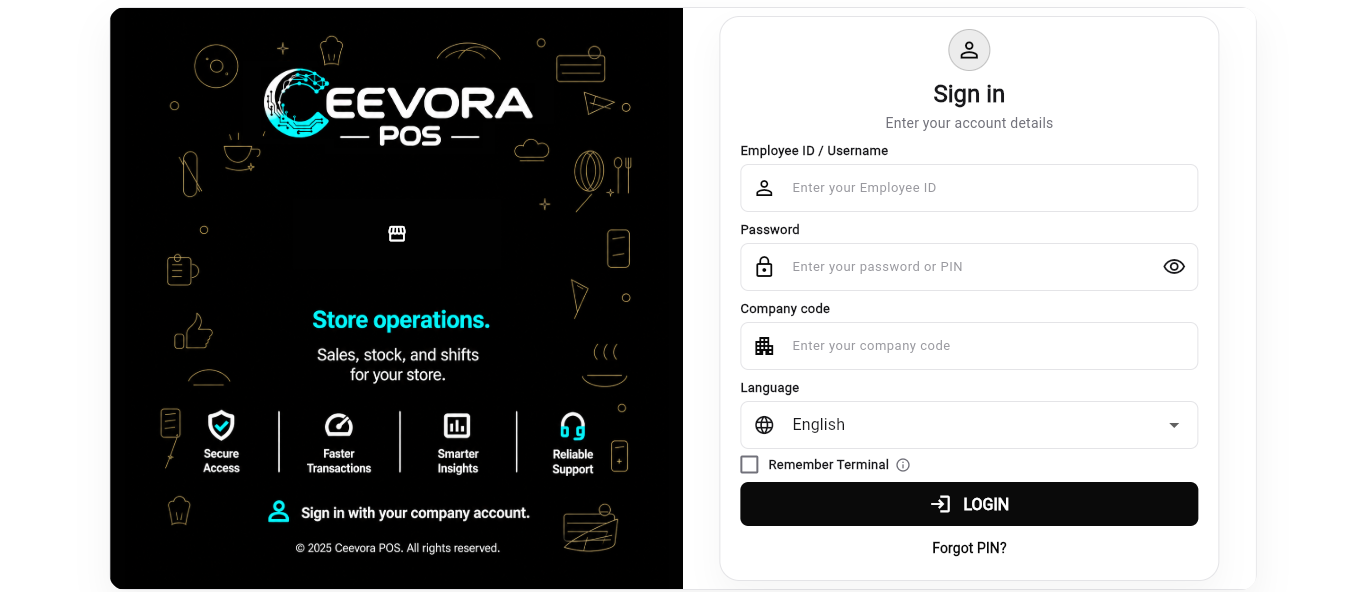 CEEVORA
POS
Store operations.
Sales, stock, and shifts
for your store.
Secure
Access
Faster
Transactions
Smarter
Insights
Reliable
Support
Sign in with your company account.
© 2025 Ceevora POS. All rights reserved.
Sign in
Enter your account details
Employee ID / Username
Enter your Employee ID
Password
Enter your password or PIN
Company code
Enter your company code
Language
English
Remember Terminal
LOGIN
Forgot PIN?